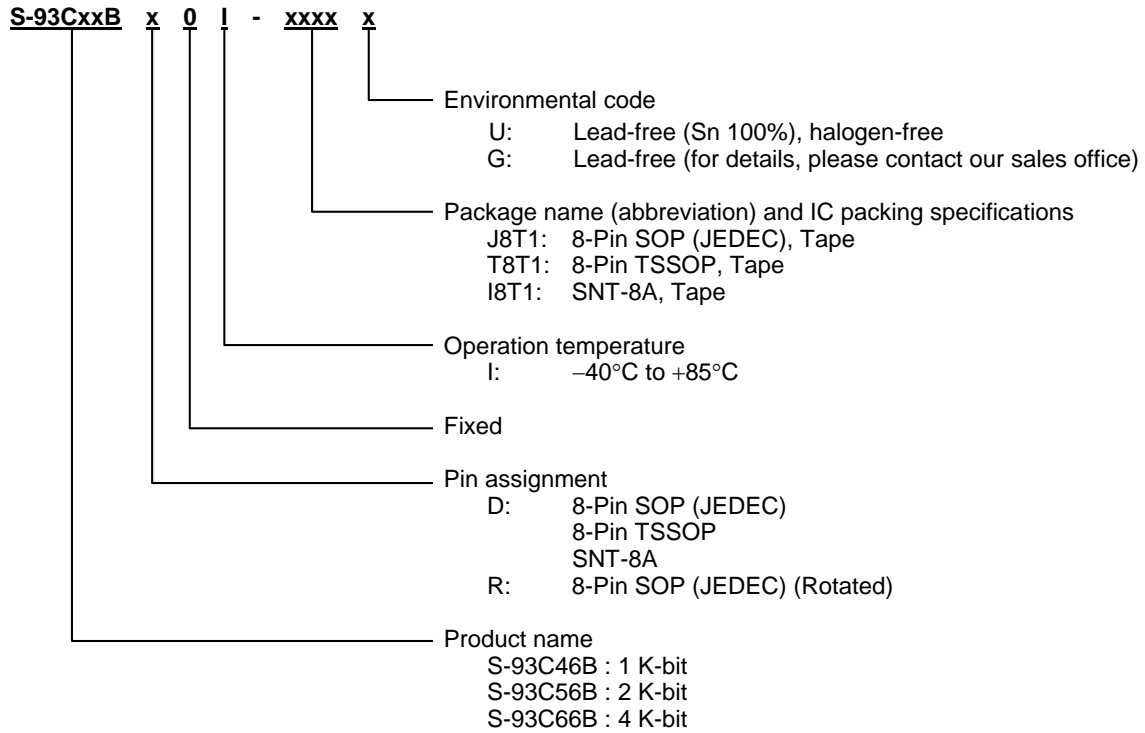 S-93CxxB x 0 I - xxxx x
Environmental code
U: Lead-free (Sn 100%), halogen-free
G: Lead-free (for details, please contact our sales office)
Package name (abbreviation) and IC packing specifications
J8T1: 8-Pin SOP (JEDEC), Tape
T8T1: 8-Pin TSSOP, Tape
I8T1: SNT-8A, Tape
Operation temperature
I: −40°C to +85°C
Fixed
Pin assignment
D: 8-Pin SOP (JEDEC)
8-Pin TSSOP
SNT-8A
R: 8-Pin SOP (JEDEC) (Rotated)
Product name
S-93C46B : 1 K-bit
S-93C56B : 2 K-bit
S-93C66B : 4 K-bit